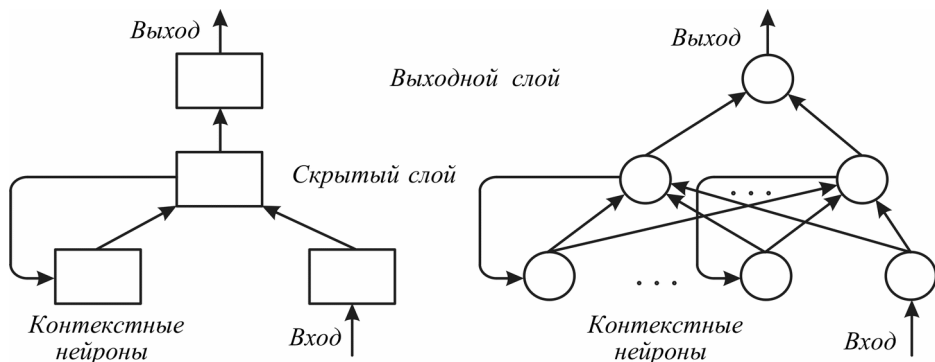 Выход
Выход
Выходной слой
Скрытый слой
Контекстные
нейроны
Вход
Контекстные
нейроны
Вход